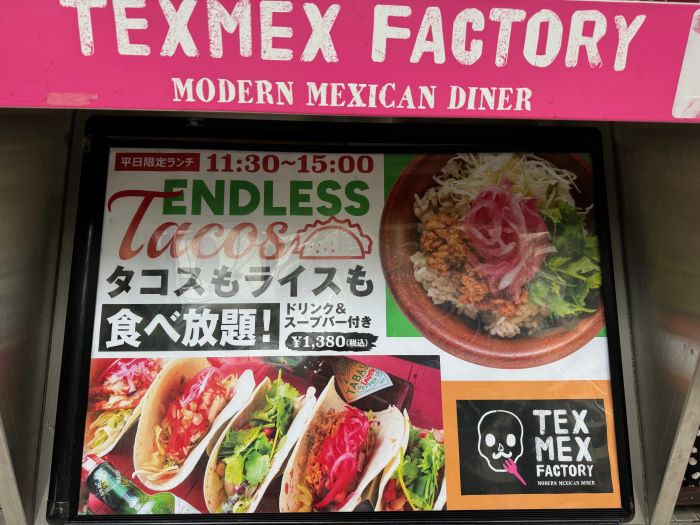 TEXMEX FACTORY
MODERN MEXICAN DINER
平日限定ランチ 11:30~15:00
ENDLESS
Tacos
タコスもライスも
食べ放題!
ドリンク&
スープバー付き
¥1,380(税込)
TABASCO
TEX
MEX
FACTORY
MODERN MEXICAN DINER